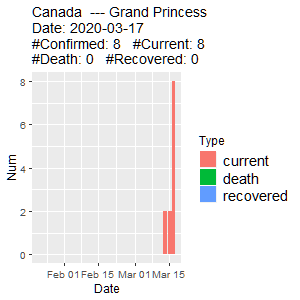 Canada  --- Grand Princess
Date: 2020-03-17
#Confirmed: 8   #Current: 8
#Death: 0   #Recovered: 0
8
6
4
2
0
Num
Feb 01 Feb 15 Mar 01 Mar 15
Date
Type
current
death
recovered